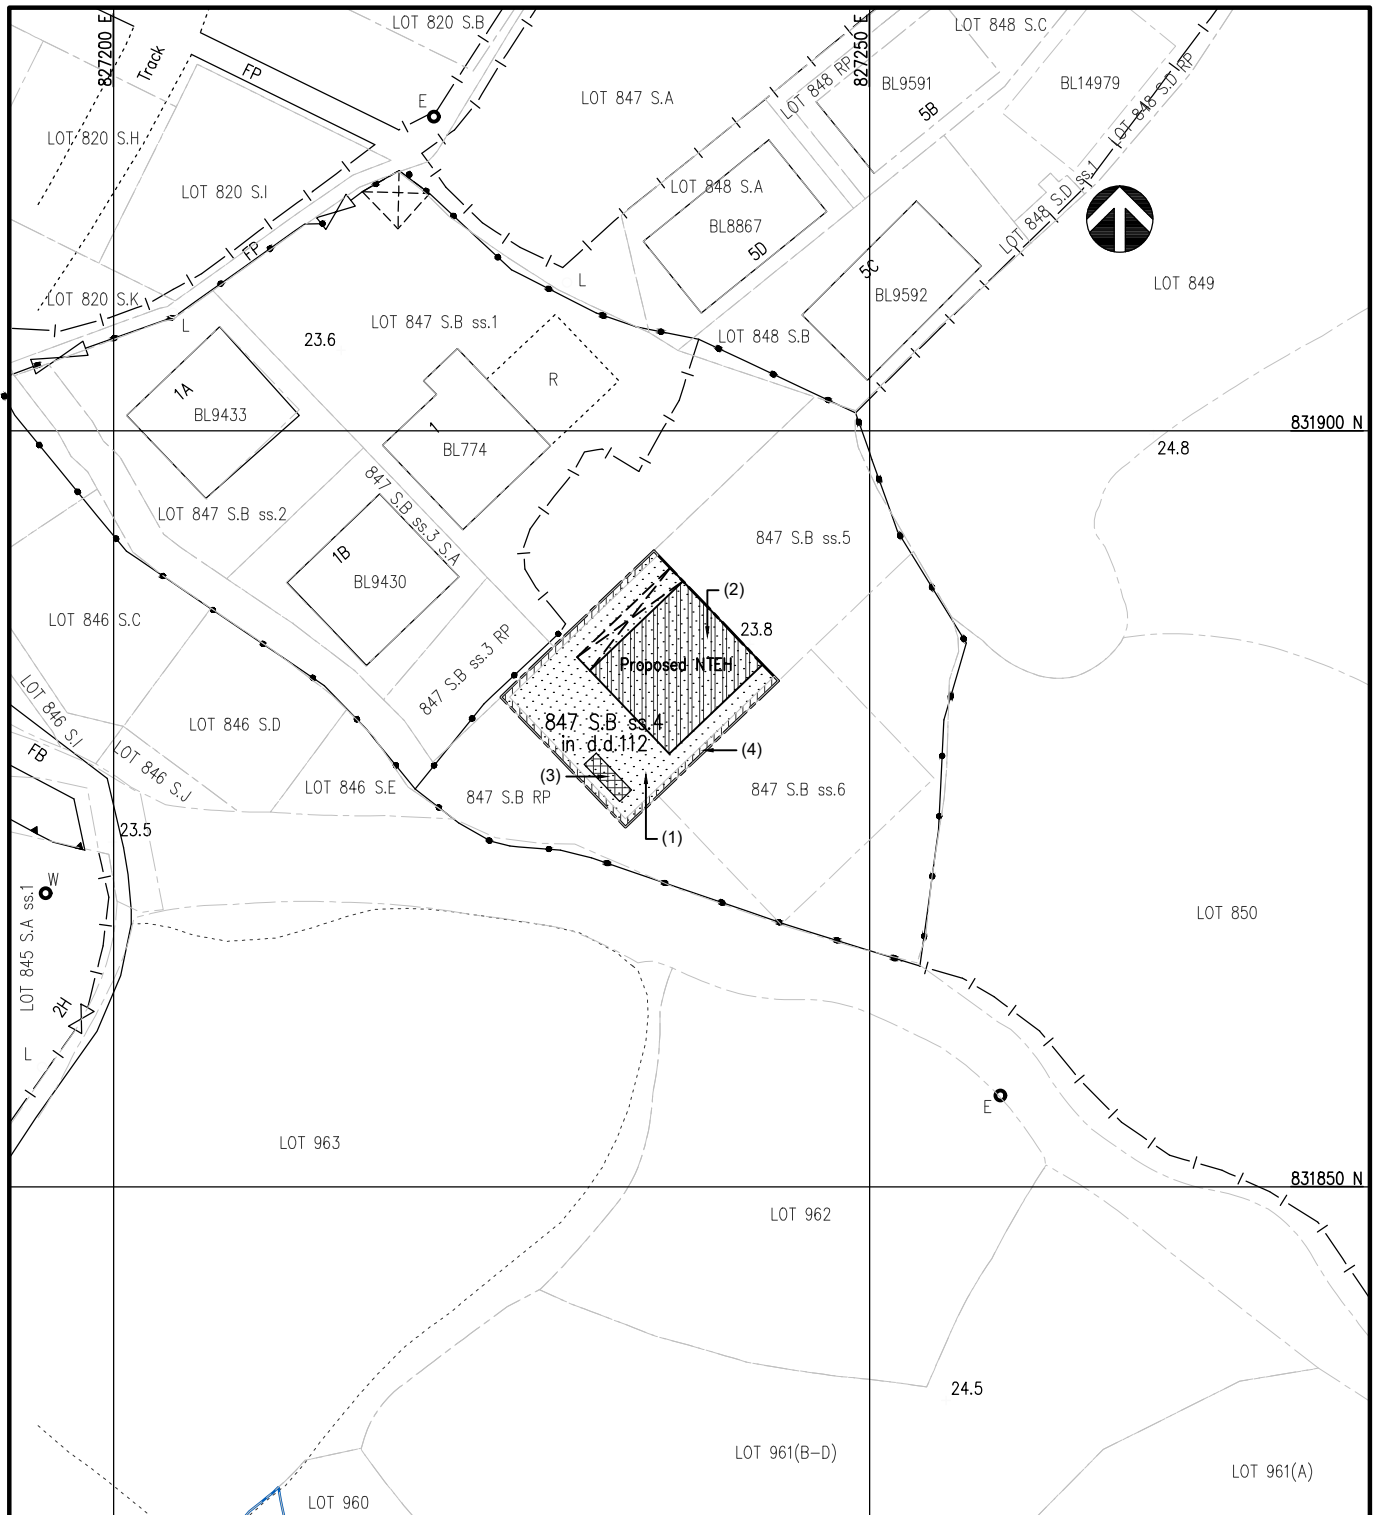 827200 E
LOT 820 S.B
827250 E
LOT 848 S.C
Track
FP
E
LOT 847 S.A
LOT 848 RP
BL9591
BL14979
LOT 848 S.D RP
5B
LOT 820 S.H
LOT 820 S.I
LOT 848 S.A
LOT 848 S.D ss.1
BL8867
5D
FP
5C
BL9592
LOT 849
LOT 820 S.K
L
L
LOT 847 S.B ss.1
23.6
LOT 848 S.B
R
1A
BL9433
1
BL774
831900 N
24.8
847 S.B ss.3 S.A
LOT 847 S.B ss.2
847 S.B ss.5
1B
BL9430
(2)
LOT 846 S.C
23.8
847 S.B ss.3 RP
Proposed NTEH
LOT 846 S.I
LOT 846 S.D
847 S.B ss.4
in d.d.112
(4)
FB
LOT 846 S.J
(3)
LOT 846 S.E
847 S.B RP
847 S.B ss.6
23.5
(1)
W
LOT 845 S.A ss.1
LOT 850
2H
L
E
LOT 963
831850 N
LOT 962
24.5
LOT 961(B-D)
LOT 961(A)
LOT 960